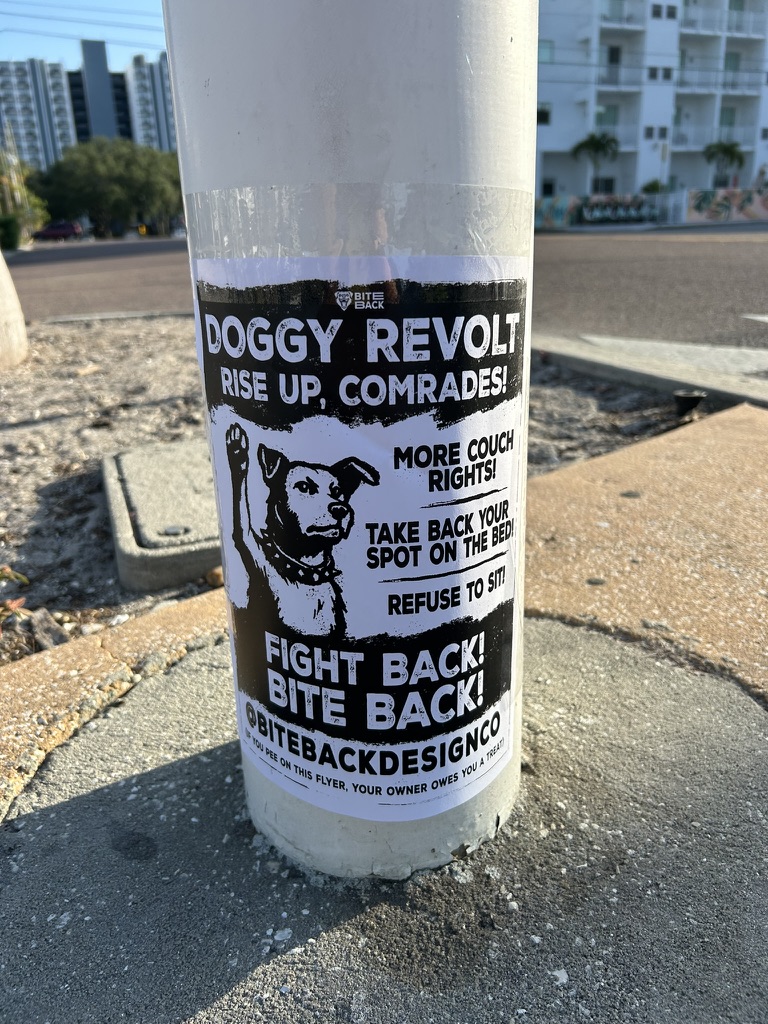 BITE
BACK
DOGGY REVOLT
RISE UP, COMRADES!
MORE COUCH
RIGHTS!
TAKE BACK YOUR
SPOT ON THE BED!
REFUSE TO SIT!
FIGHT BACK!
BITE BACK!
@BITEBACKDESIGNCO
IF YOU PEE ON THIS FLYER, YOUR OWNER OWES YOU A TREAT!